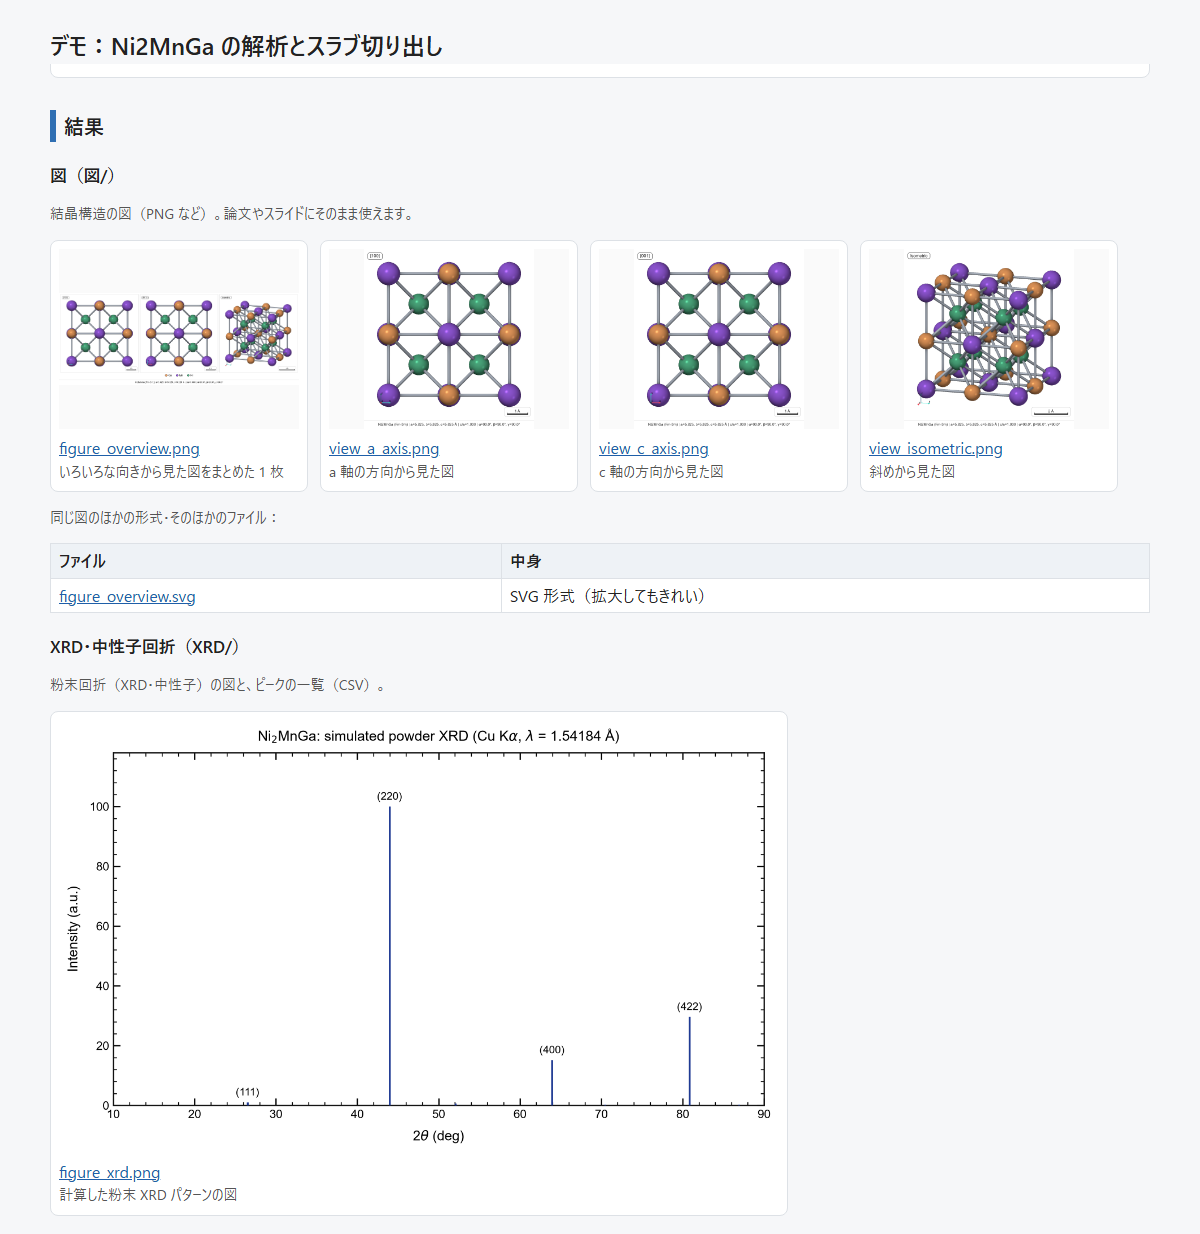 デモ：Ni2MnGa の解析とスラブ切り出し
結果
図（図/）
結晶構造の図（PNG など）。論文やスライドにそのまま使えます。
[100]
[001]
Isometric
1 Å
1 Å
2 Å
figure_overview.png
いろいろな向きから見た図をまとめた 1 枚
view_a_axis.png
a 軸の方向から見た図
view_c_axis.png
c 軸の方向から見た図
view_isometric.png
斜めから見た図
同じ図のほかの形式・そのほかのファイル：
ファイル 中身
figure_overview.svg SVG 形式（拡大してもきれい）
XRD・中性子回折（XRD/）
粉末回折（XRD・中性子）の図と、ピークの一覧（CSV）。
Ni₂MnGa: simulated powder XRD (Cu Kα, λ = 1.54184 Å)
(220)
(422)
(400)
(111)
100
80
60
40
20
0
Intensity (a.u.)
10 20 30 40 50 60 70 80 90
2θ (deg)
figure_xrd.png
計算した粉末 XRD パターンの図